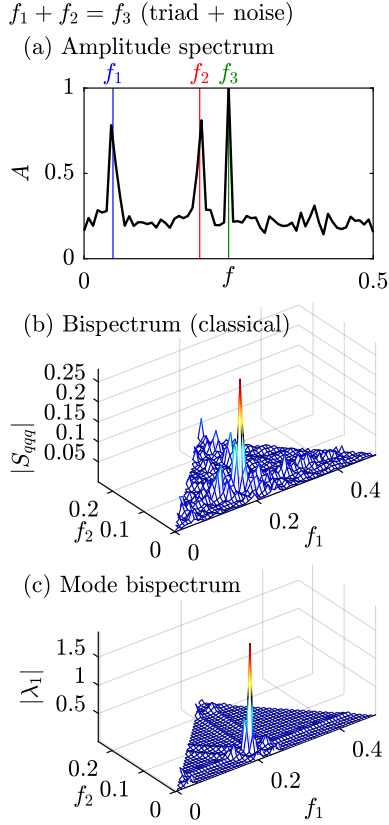 f₁ + f₂ = f₃ (triad + noise)
(a) Amplitude spectrum
f₁ f₂ f₃
1
A
0.5
0
0 f 0.5
(b) Bispectrum (classical)
0.25
0.2
0.15
0.1
0.05
|S_qqq|
0.2
0.1
0
f₂
0
0.2
0.4
f₁
(c) Mode bispectrum
1.5
1
0.5
|λ₁|
0.2
0.1
0
f₂
0
0.2
0.4
f₁